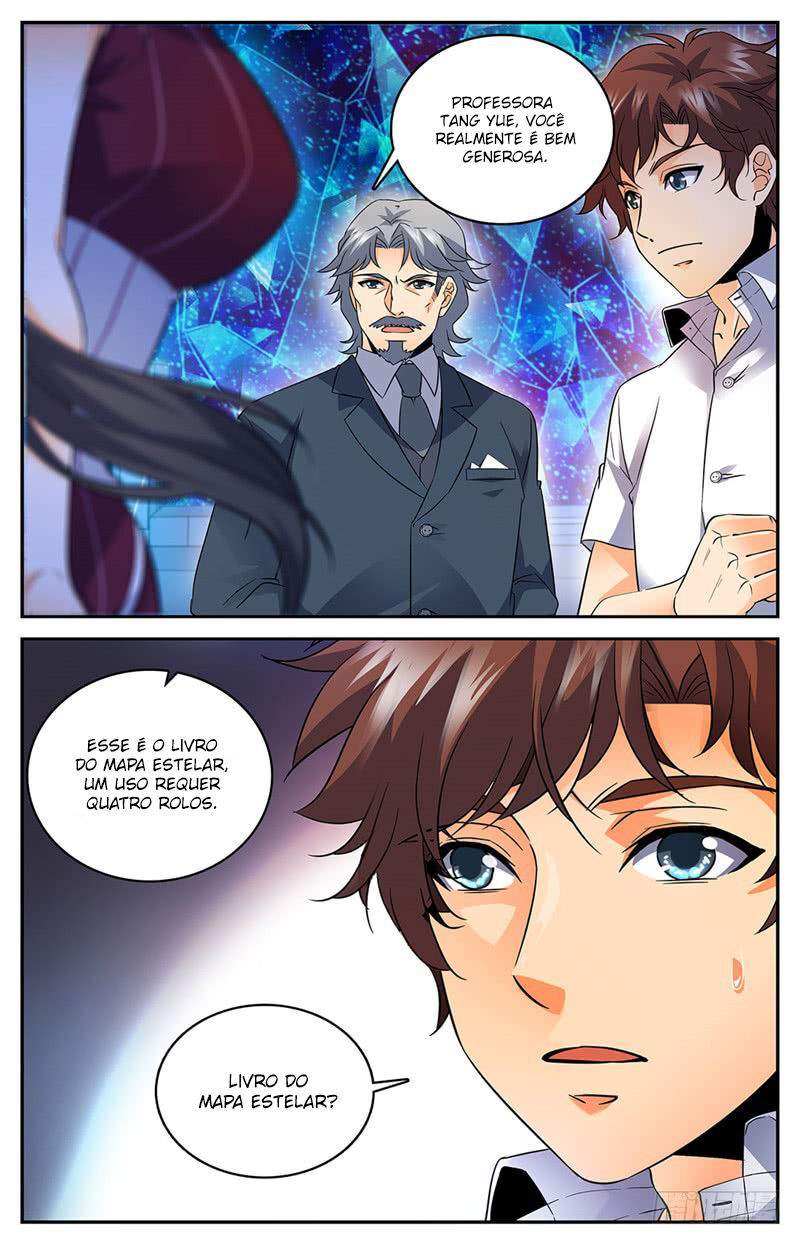 PROFESSORA
TANG YUE, VOCÊ
REALMENTE É BEM
GENEROSA.
ESSE É O LIVRO
DO MAPA ESTELAR,
UM USO REQUER
QUATRO ROLOS.
LIVRO DO
MAPA ESTELAR?